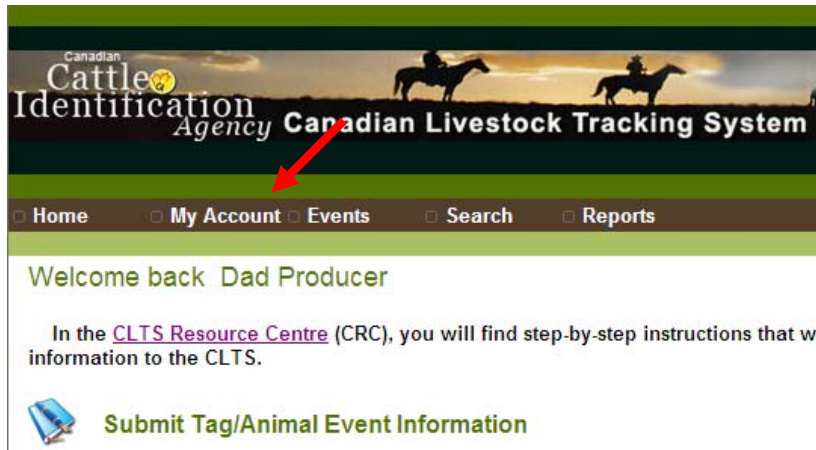 Canadian
Cattle
Identification
Agency Canadian Livestock Tracking System
Home My Account Events Search Reports
Welcome back Dad Producer
In the CLTS Resource Centre (CRC), you will find step-by-step instructions that w
information to the CLTS.
Submit Tag/Animal Event Information